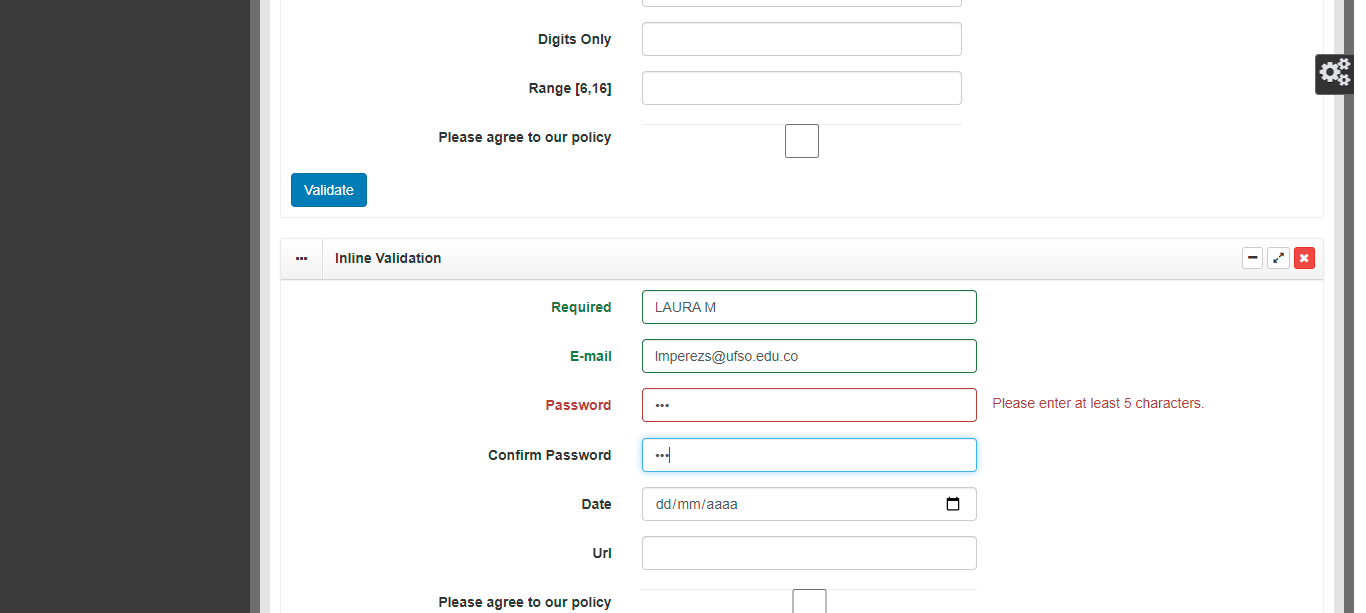 Digits Only
Range [6,16]
Please agree to our policy
Validate
Inline Validation
Required LAURA M
E-mail lmperezs@ufso.edu.co
Password ••• Please enter at least 5 characters.
Confirm Password •••
Date dd/mm/aaaa
Url
Please agree to our policy